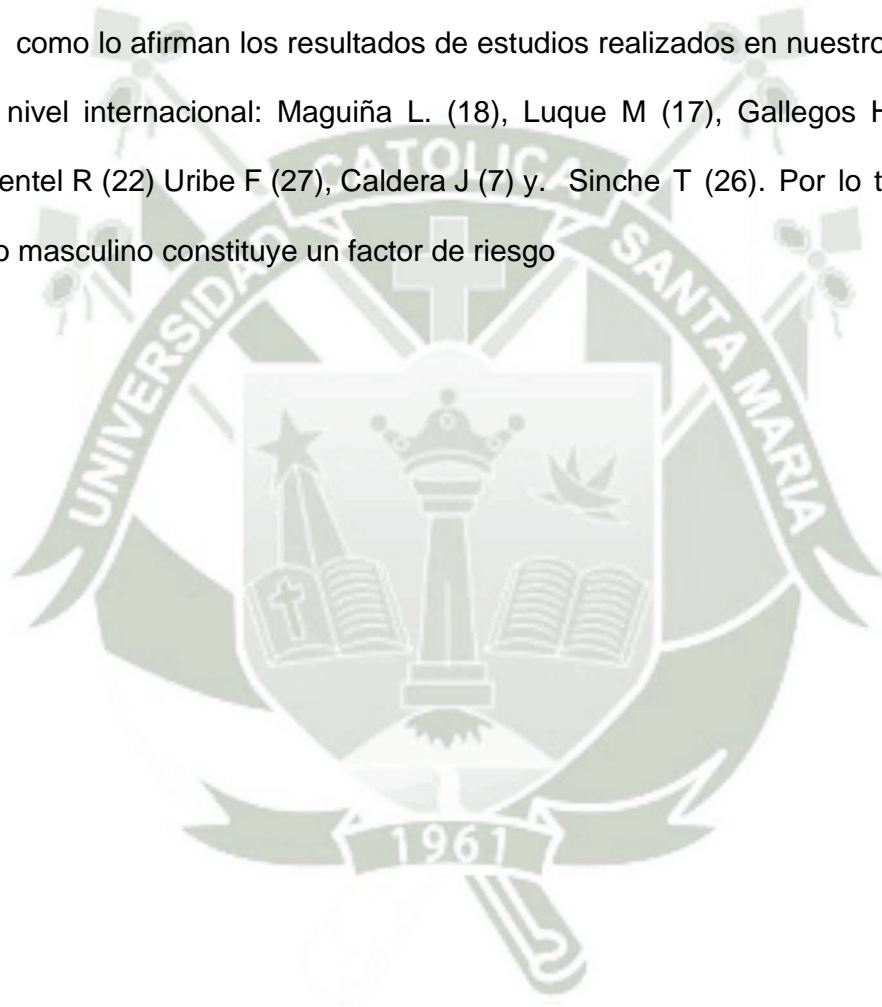 como lo afirman los resultados de estudios realizados en nuestro
nivel internacional: Maguiña L. (18), Luque M (17), Gallegos H
entel R (22) Uribe F (27), Caldera J (7) y. Sinche T (26). Por lo t
o masculino constituye un factor de riesgo
UNIVERSIDAD CATOLICA SANTA MARIA
1961